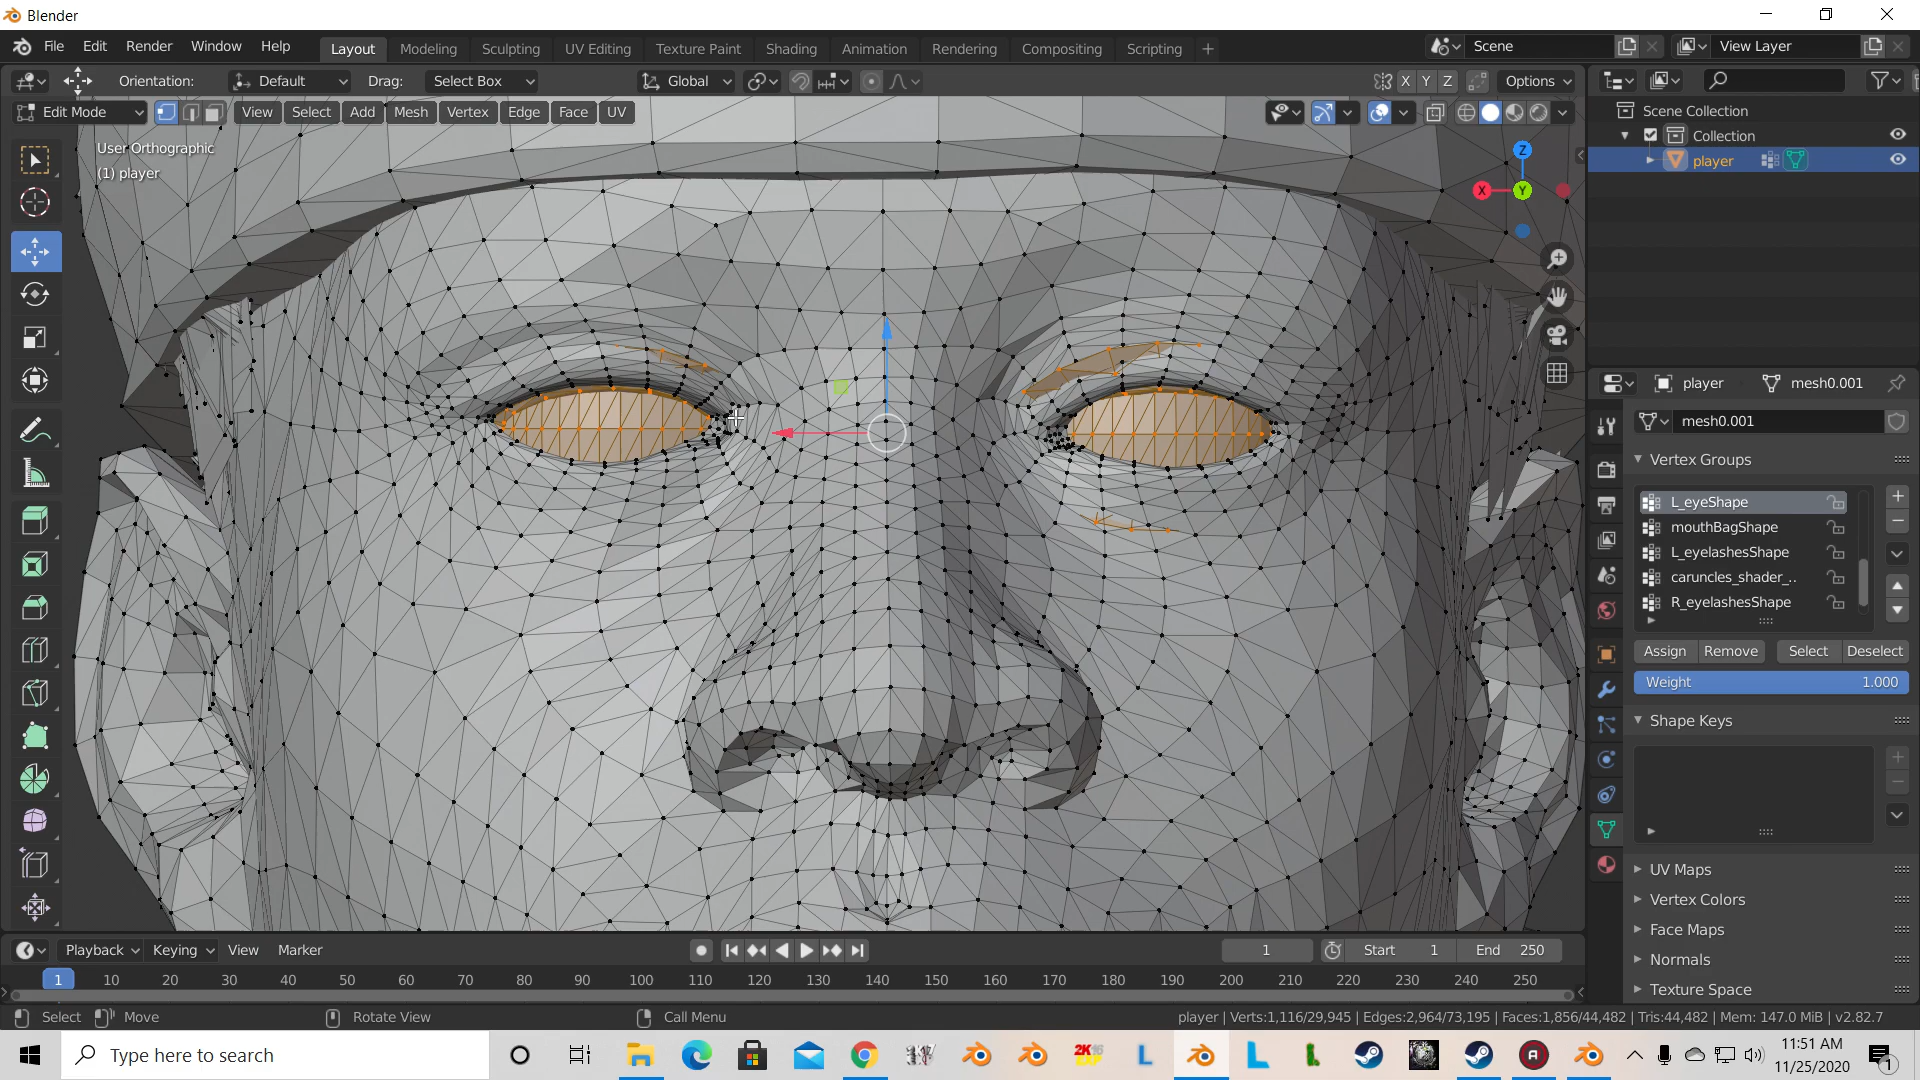 Blender
File Edit Render Window Help Layout Modeling Sculpting UV Editing Texture Paint Shading Animation Rendering Compositing Scripting + Scene View Layer
Orientation: Default Drag: Select Box Global X Y Z Options
Edit Mode View Select Add Mesh Vertex Edge Face UV
User Orthographic
(1) player
Z
X
Y
Scene Collection
Collection
player
player mesh0.001
mesh0.001
Vertex Groups
L_eyeShape
mouthBagShape
L_eyelashesShape
caruncles_shader_..
R_eyelashesShape
Assign Remove Select Deselect
Weight 1.000
Shape Keys
UV Maps
Vertex Colors
Face Maps
Normals
Texture Space
Playback Keying View Marker 1 Start 1 End 250
1 10 20 30 40 50 60 70 80 90 100 110 120 130 140 150 160 170 180 190 200 210 220 230 240 250
Select Move Rotate View Call Menu player | Verts:1,116/29,945 | Edges:2,964/73,195 | Faces:1,856/44,482 | Tris:44,482 | Mem: 147.0 MiB | v2.82.7
Type here to search
2K
L
L
11:51 AM
11/25/2020
1